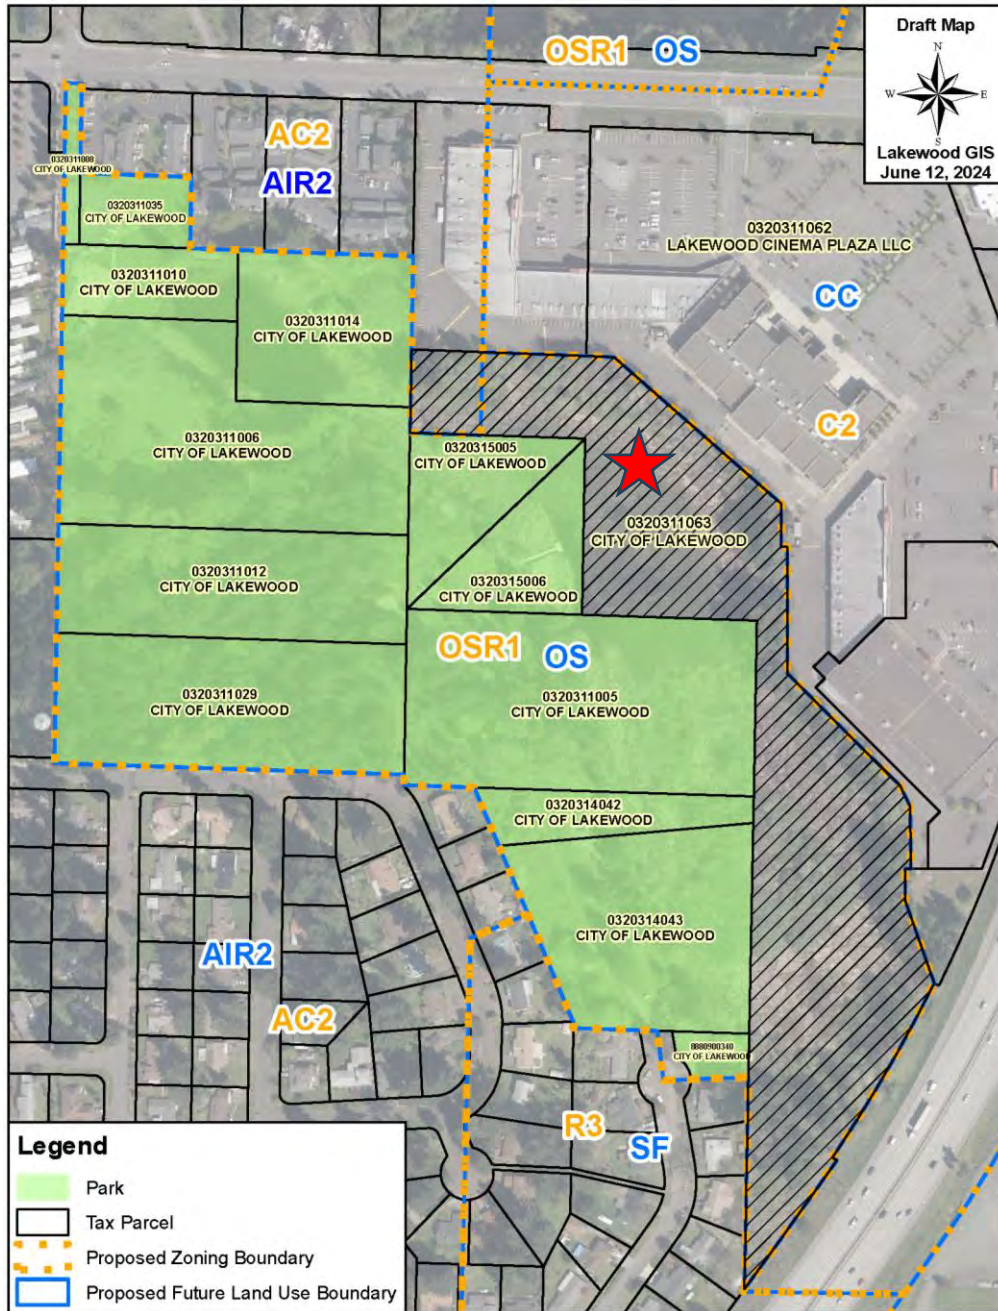 Draft Map
N
W
E
S
Lakewood GIS
June 12, 2024
OSR1 OS
AC2
AIR2
0320311008
CITY OF LAKEWOOD
0320311035
CITY OF LAKEWOOD
0320311062
LAKEWOOD CINEMA PLAZA LLC
0320311010
CITY OF LAKEWOOD
CC
0320311014
CITY OF LAKEWOOD
C2
0320311006
CITY OF LAKEWOOD
0320315005
CITY OF LAKEWOOD
0320311063
CITY OF LAKEWOOD
0320311012
CITY OF LAKEWOOD
0320315006
CITY OF LAKEWOOD
OSR1 OS
0320311029
CITY OF LAKEWOOD
0320311005
CITY OF LAKEWOOD
0320314042
CITY OF LAKEWOOD
0320314043
CITY OF LAKEWOOD
AIR2
AC2
8880900340
CITY OF LAKEWOOD
R3
SF
Legend
Park
Tax Parcel
Proposed Zoning Boundary
Proposed Future Land Use Boundary